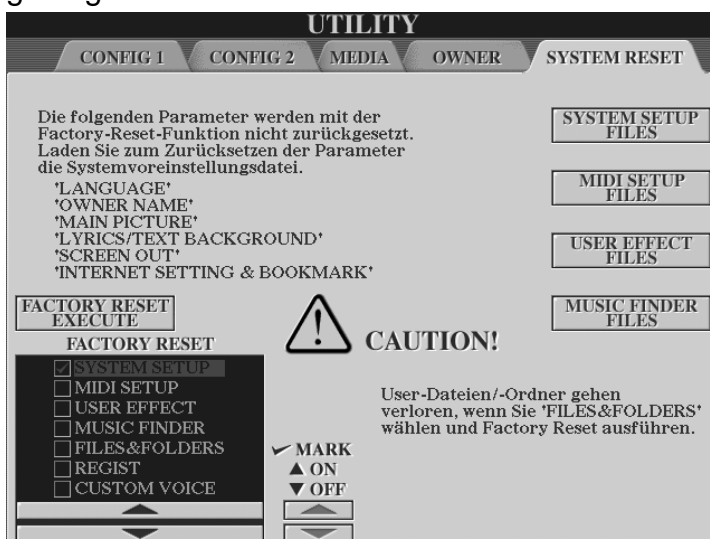 UTILITY
CONFIG 1 CONFIG 2 MEDIA OWNER SYSTEM RESET
Die folgenden Parameter werden mit der
Factory-Reset-Funktion nicht zurückgesetzt.
Laden Sie zum Zurücksetzen der Parameter
die Systemvoreinstellungsdatei.
'LANGUAGE'
'OWNER NAME'
'MAIN PICTURE'
'LYRICS/TEXT BACKGROUND'
'SCREEN OUT'
'INTERNET SETTING & BOOKMARK'
SYSTEM SETUP
FILES
MIDI SETUP
FILES
USER EFFECT
FILES
MUSIC FINDER
FILES
FACTORY RESET
EXECUTE
FACTORY RESET
SYSTEM SETUP
MIDI SETUP
USER EFFECT
MUSIC FINDER
FILES&FOLDERS
REGIST
CUSTOM VOICE
MARK
▲ ON
▼ OFF
CAUTION!
User-Dateien/-Ordner gehen
verloren, wenn Sie 'FILES&FOLDERS'
wählen und Factory Reset ausführen.